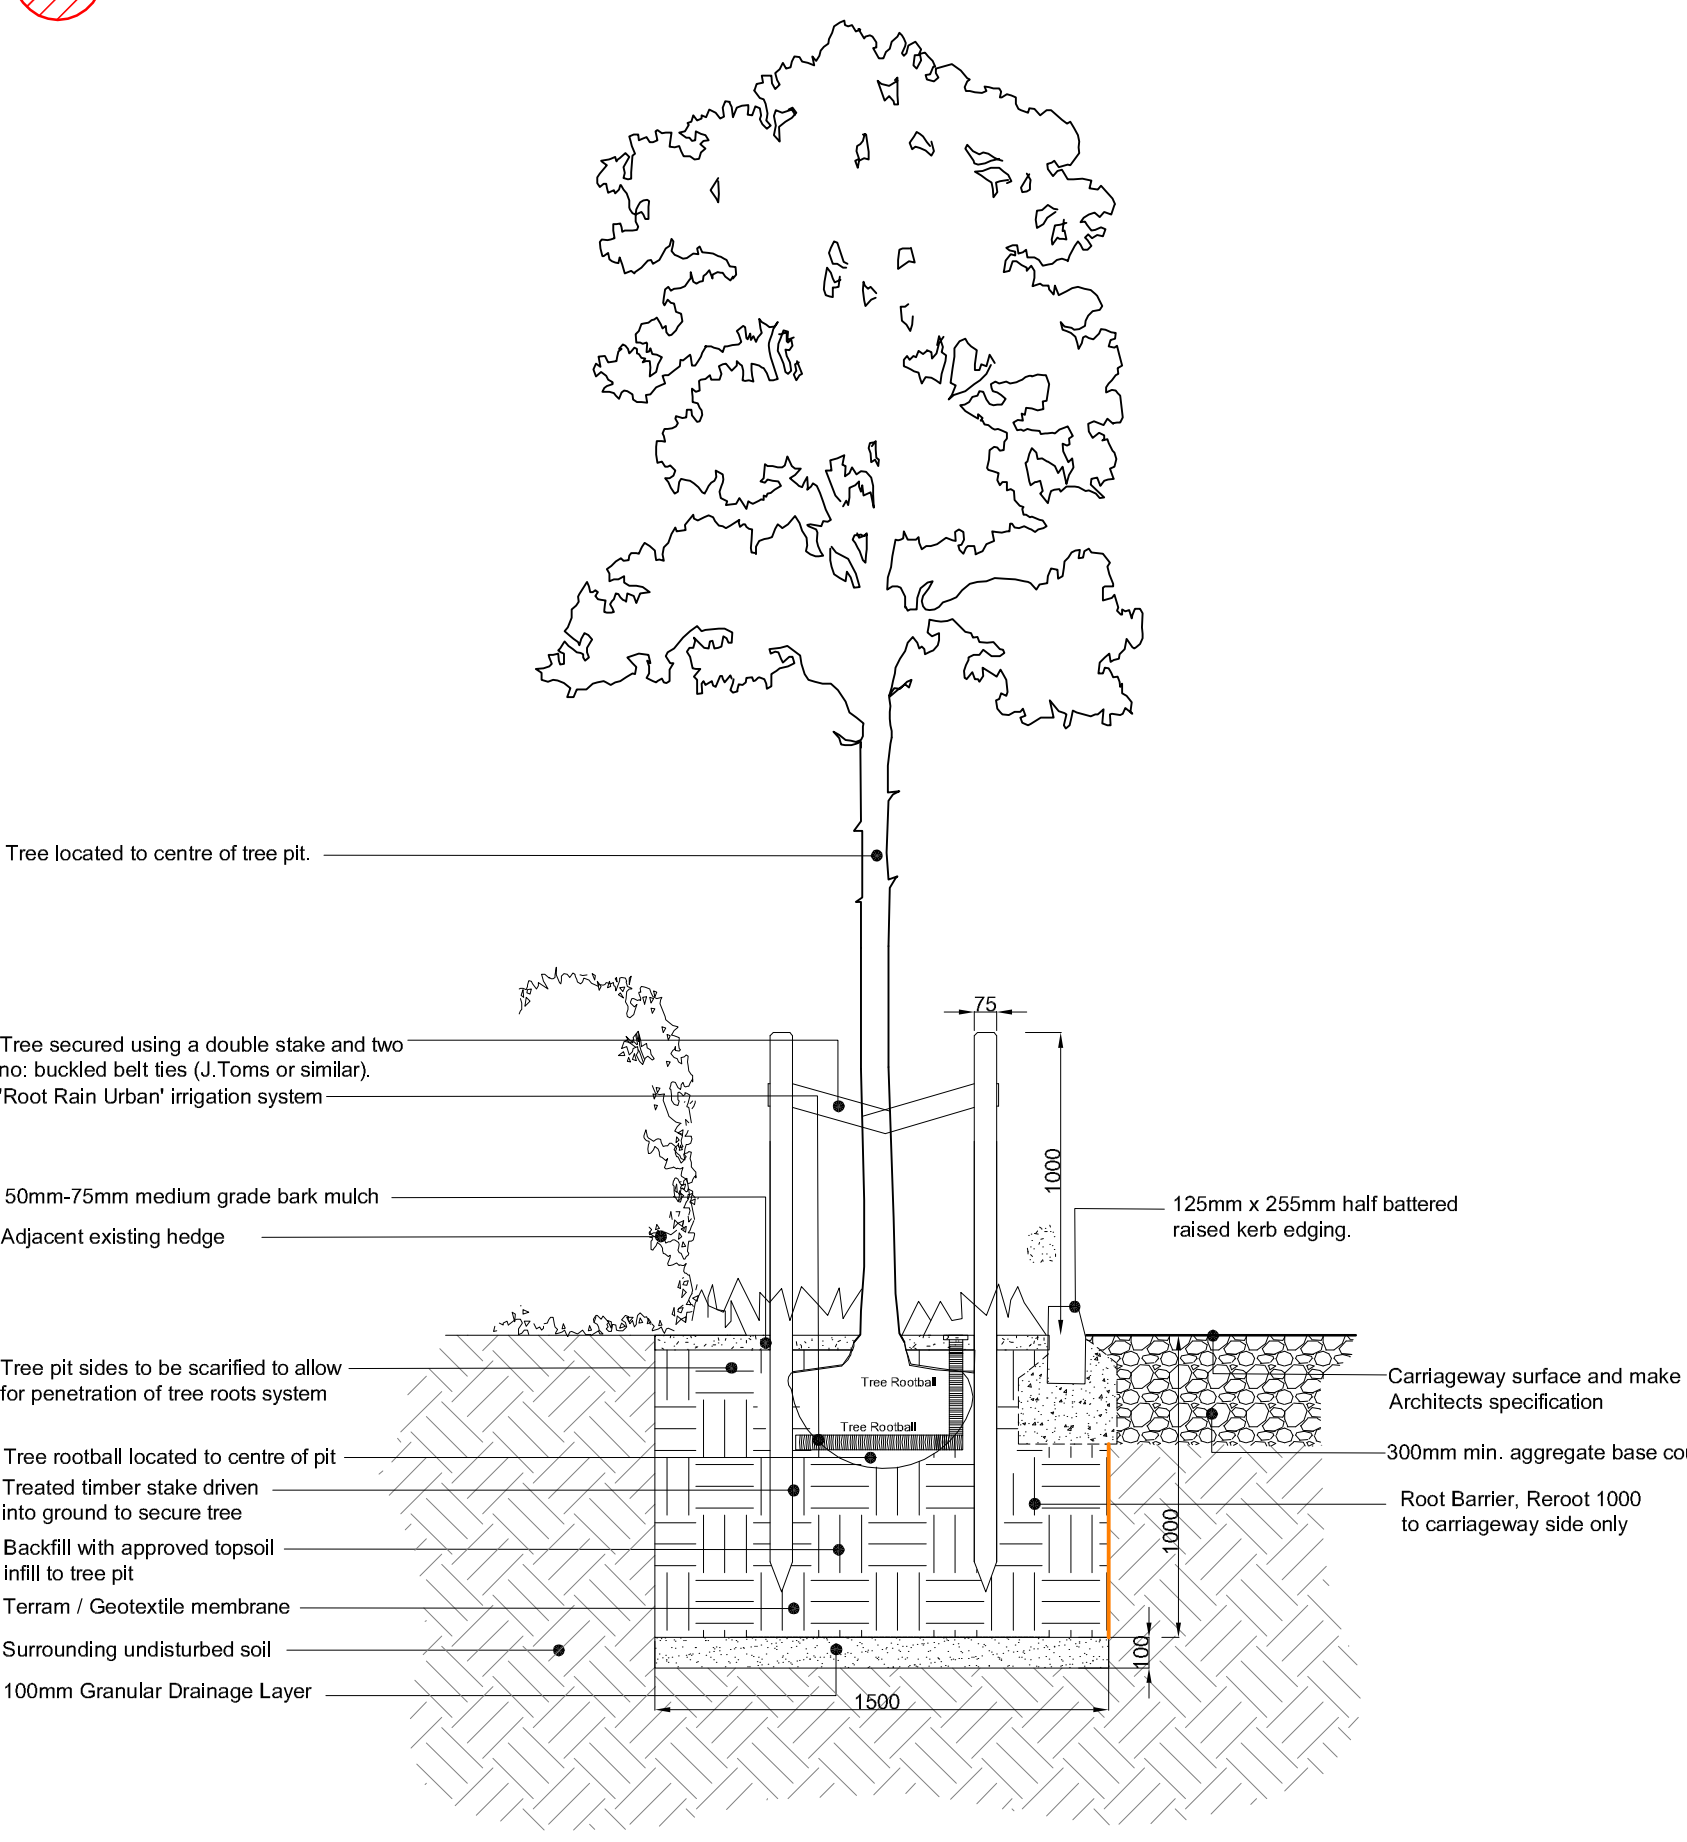 Tree located to centre of tree pit.
75
Tree secured using a double stake and two
no: buckled belt ties (J.Toms or similar).
'Root Rain Urban' irrigation system
1000
50mm-75mm medium grade bark mulch
Adjacent existing hedge
125mm x 255mm half battered
raised kerb edging.
Tree pit sides to be scarified to allow
for penetration of tree roots system
Tree Rootball
Tree Rootball
Carriageway surface and make
Architects specification
Tree rootball located to centre of pit
300mm min. aggregate base
Treated timber stake driven
into ground to secure tree
Root Barrier, Reroot 1000
to carriageway side only
1000
Backfill with approved topsoil
infill to tree pit
Terram / Geotextile membrane
Surrounding undisturbed soil
100
100mm Granular Drainage Layer
1500